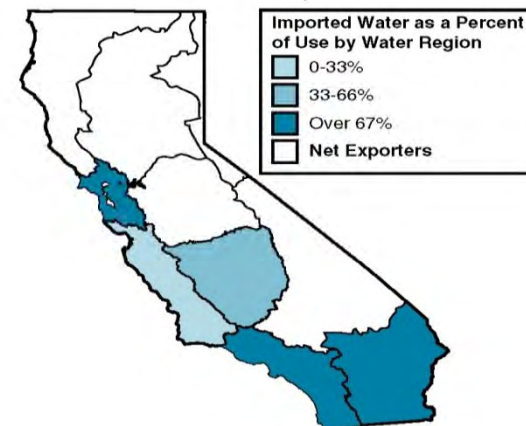 Imported Water as a Percent
of Use by Water Region
0-33%
33-66%
Over 67%
Net Exporters